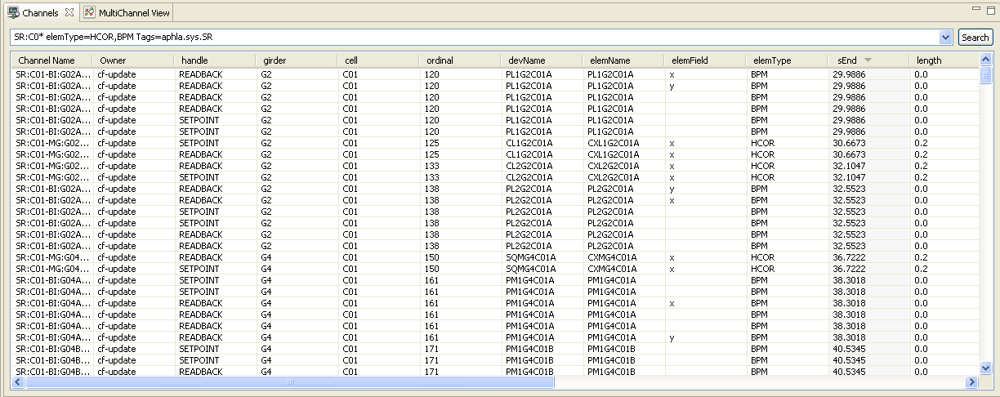 Channels MultiChannel View
SR:C0* elemType=HCOR,BPM Tags=aphla.sys.SR Search
Channel Name Owner handle girder cell ordinal devName elemName elemField elemType sEnd length
SR:C01-BI:G02A... cf-update READBACK G2 C01 120 PL1G2C01A PL1G2C01A x BPM 29.9886 0.0
SR:C01-BI:G02A... cf-update READBACK G2 C01 120 PL1G2C01A PL1G2C01A y BPM 29.9886 0.0
SR:C01-BI:G02A... cf-update READBACK G2 C01 120 PL1G2C01A PL1G2C01A BPM 29.9886 0.0
SR:C01-BI:G02A... cf-update READBACK G2 C01 120 PL1G2C01A PL1G2C01A BPM 29.9886 0.0
SR:C01-BI:G02A... cf-update SETPOINT G2 C01 120 PL1G2C01A PL1G2C01A BPM 29.9886 0.0
SR:C01-BI:G02A... cf-update SETPOINT G2 C01 120 PL1G2C01A PL1G2C01A BPM 29.9886 0.0
SR:C01-MG:G02... cf-update SETPOINT G2 C01 125 CL1G2C01A CXL1G2C01A x HCOR 30.6673 0.2
SR:C01-MG:G02... cf-update READBACK G2 C01 125 CL1G2C01A CXL1G2C01A x HCOR 30.6673 0.2
SR:C01-MG:G02... cf-update READBACK G2 C01 133 CL2G2C01A CXL2G2C01A x HCOR 32.1047 0.2
SR:C01-MG:G02... cf-update SETPOINT G2 C01 133 CL2G2C01A CXL2G2C01A x HCOR 32.1047 0.2
SR:C01-BI:G02A... cf-update READBACK G2 C01 138 PL2G2C01A PL2G2C01A y BPM 32.5523 0.0
SR:C01-BI:G02A... cf-update READBACK G2 C01 138 PL2G2C01A PL2G2C01A x BPM 32.5523 0.0
SR:C01-BI:G02A... cf-update SETPOINT G2 C01 138 PL2G2C01A PL2G2C01A BPM 32.5523 0.0
SR:C01-BI:G02A... cf-update SETPOINT G2 C01 138 PL2G2C01A PL2G2C01A BPM 32.5523 0.0
SR:C01-BI:G02A... cf-update READBACK G2 C01 138 PL2G2C01A PL2G2C01A BPM 32.5523 0.0
SR:C01-BI:G02A... cf-update READBACK G2 C01 138 PL2G2C01A PL2G2C01A BPM 32.5523 0.0
SR:C01-MG:G04... cf-update READBACK G4 C01 150 SQMG4C01A CXMG4C01A x HCOR 36.7222 0.2
SR:C01-MG:G04... cf-update SETPOINT G4 C01 150 SQMG4C01A CXMG4C01A x HCOR 36.7222 0.2
SR:C01-BI:G04A... cf-update SETPOINT G4 C01 161 PM1G4C01A PM1G4C01A BPM 38.3018 0.0
SR:C01-BI:G04A... cf-update SETPOINT G4 C01 161 PM1G4C01A PM1G4C01A BPM 38.3018 0.0
SR:C01-BI:G04A... cf-update READBACK G4 C01 161 PM1G4C01A PM1G4C01A x BPM 38.3018 0.0
SR:C01-BI:G04A... cf-update READBACK G4 C01 161 PM1G4C01A PM1G4C01A BPM 38.3018 0.0
SR:C01-BI:G04A... cf-update READBACK G4 C01 161 PM1G4C01A PM1G4C01A BPM 38.3018 0.0
SR:C01-BI:G04A... cf-update READBACK G4 C01 161 PM1G4C01A PM1G4C01A y BPM 38.3018 0.0
SR:C01-BI:G04B... cf-update SETPOINT G4 C01 171 PM1G4C01B PM1G4C01B BPM 40.5345 0.0
SR:C01-BI:G04B... cf-update SETPOINT G4 C01 171 PM1G4C01B PM1G4C01B BPM 40.5345 0.0
SR:C01-BI:G04B... cf-update READBACK G4 C01 171 PM1G4C01B PM1G4C01B BPM 40.5345 0.0